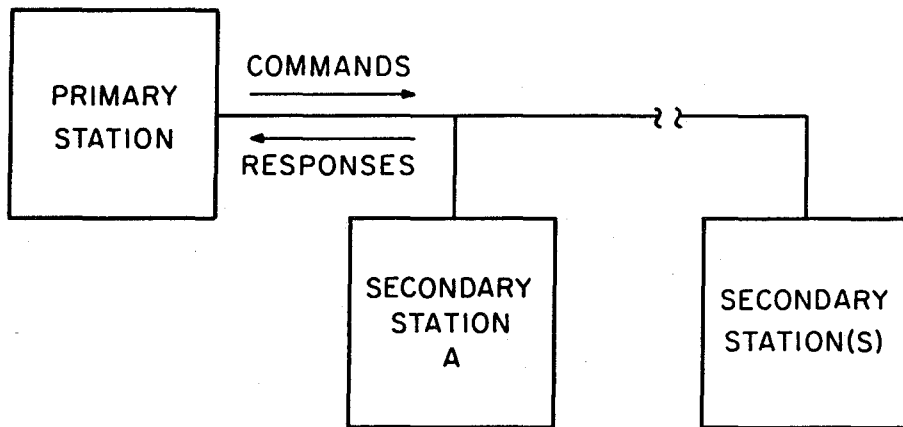 PRIMARY
STATION
COMMANDS
RESPONSES
SECONDARY
STATION
A
SECONDARY
STATION(S)